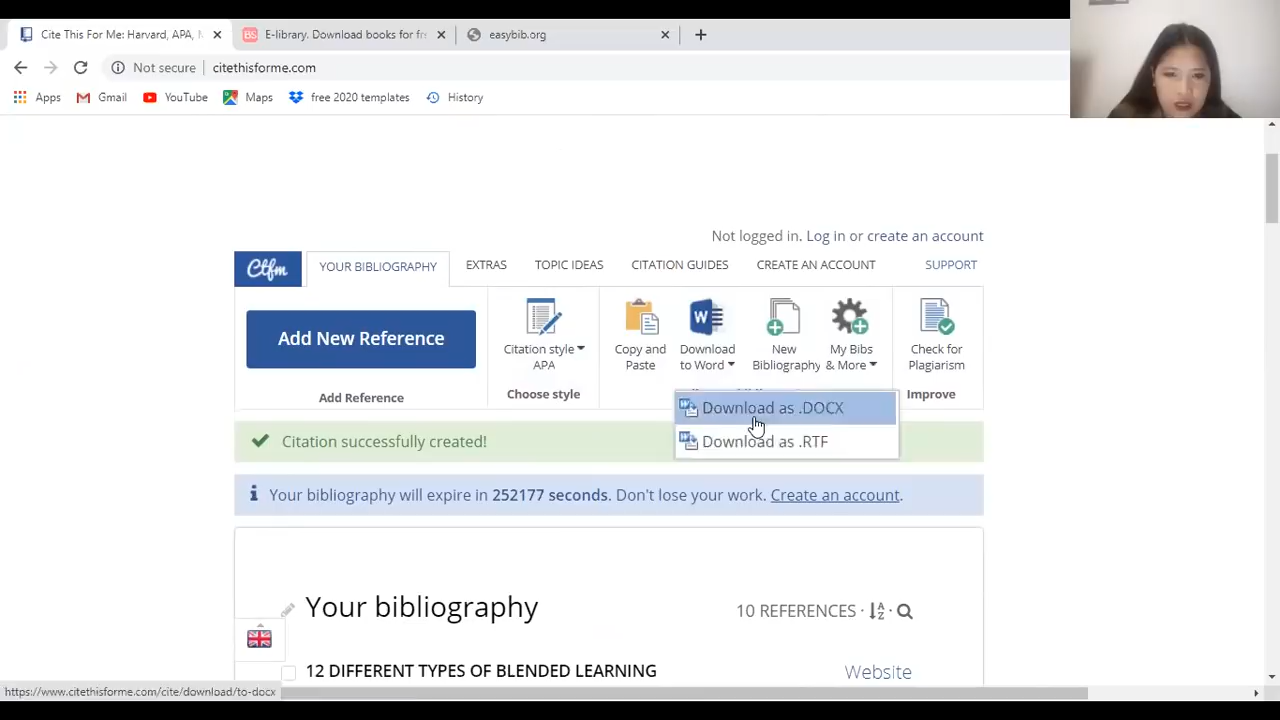 Cite This For Me: Harvard, APA, M
E-library. Download books for fr
easybib.org
Not secure
citethisforme.com
Apps
Gmail
YouTube
Maps
free 2020 templates
History
Not logged in. Log in or create an account
Ctfm
YOUR BIBLIOGRAPHY
EXTRAS
TOPIC IDEAS
CITATION GUIDES
CREATE AN ACCOUNT
SUPPORT
Add New Reference
Add Reference
Citation style
APA
Choose style
Copy and
Paste
Download
to Word
New
Bibliography
My Bibs
& More
Check for
Plagiarism
Improve
Download as .DOCX
Download as .RTF
Citation successfully created!
Your bibliography will expire in 252177 seconds. Don't lose your work. Create an account.
Your bibliography
10 REFERENCES
12 DIFFERENT TYPES OF BLENDED LEARNING
Website
https://www.citethisforme.com/cite/download/to-docx